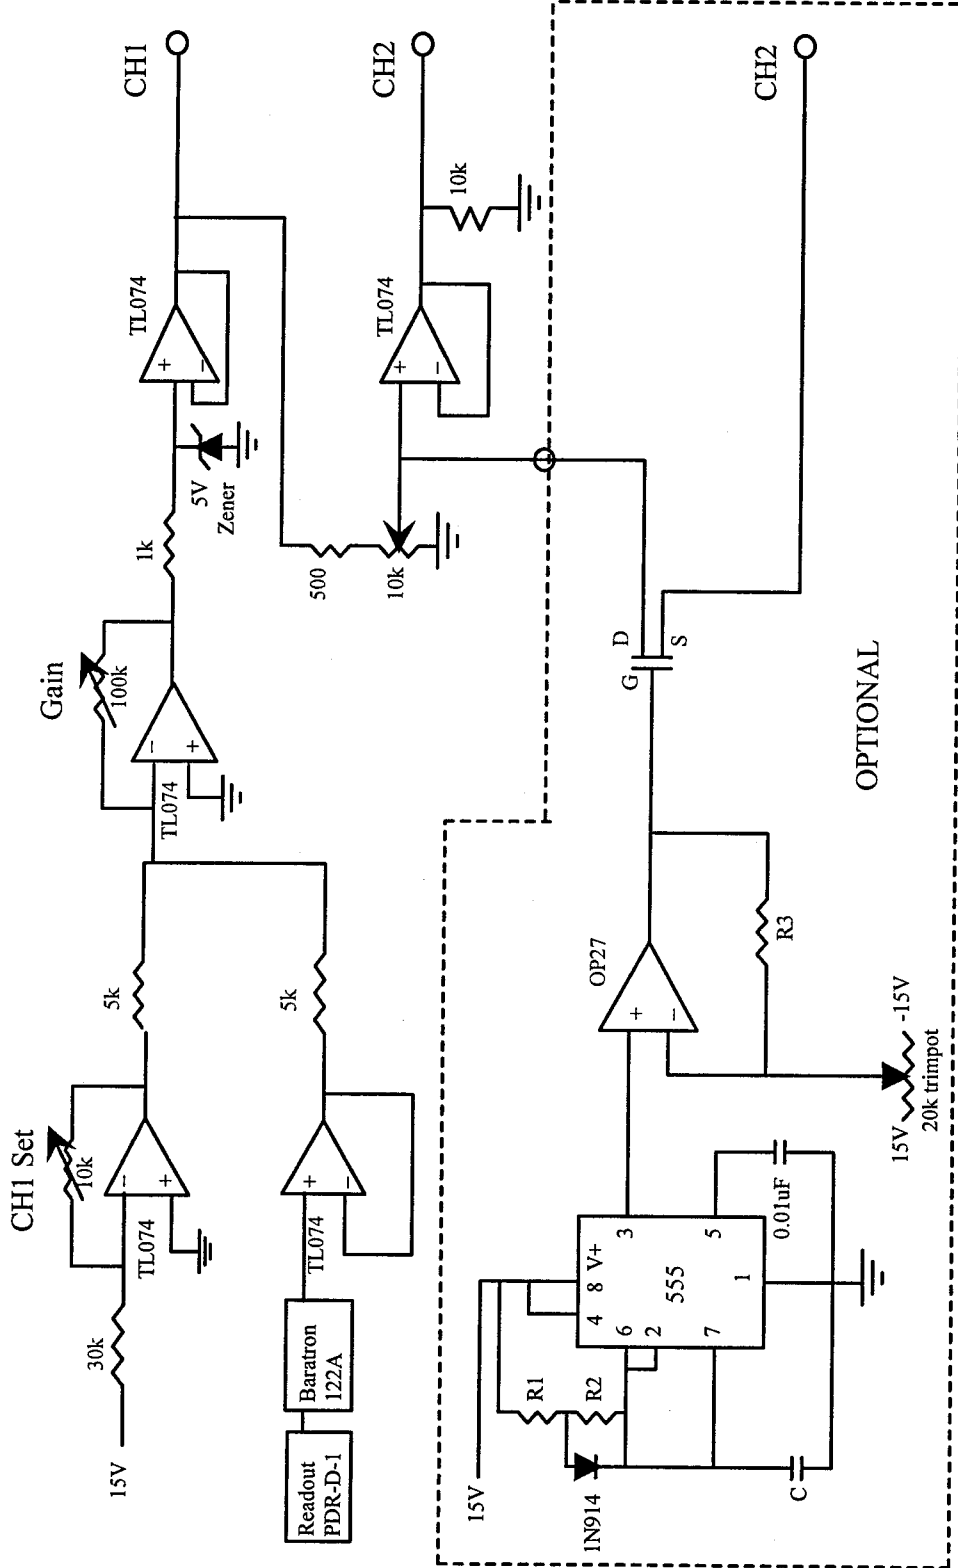 CH1 Set
10k
15V
30k
TL074
+
−
5k
Readout
PDR-D-1
Baratron
122A
TL074
+
−
5k
Gain
100k
TL074
−
+
1k
5V
Zener
TL074
+
−
CH1
500
10k
TL074
+
−
10k
CH2
15V
R1
R2
1N914
C
4
8
V+
6
2
7
555
3
5
1
0.01uF
OP27
+
−
R3
15V
-15V
20k trimpot
G
D
S
OPTIONAL
CH2